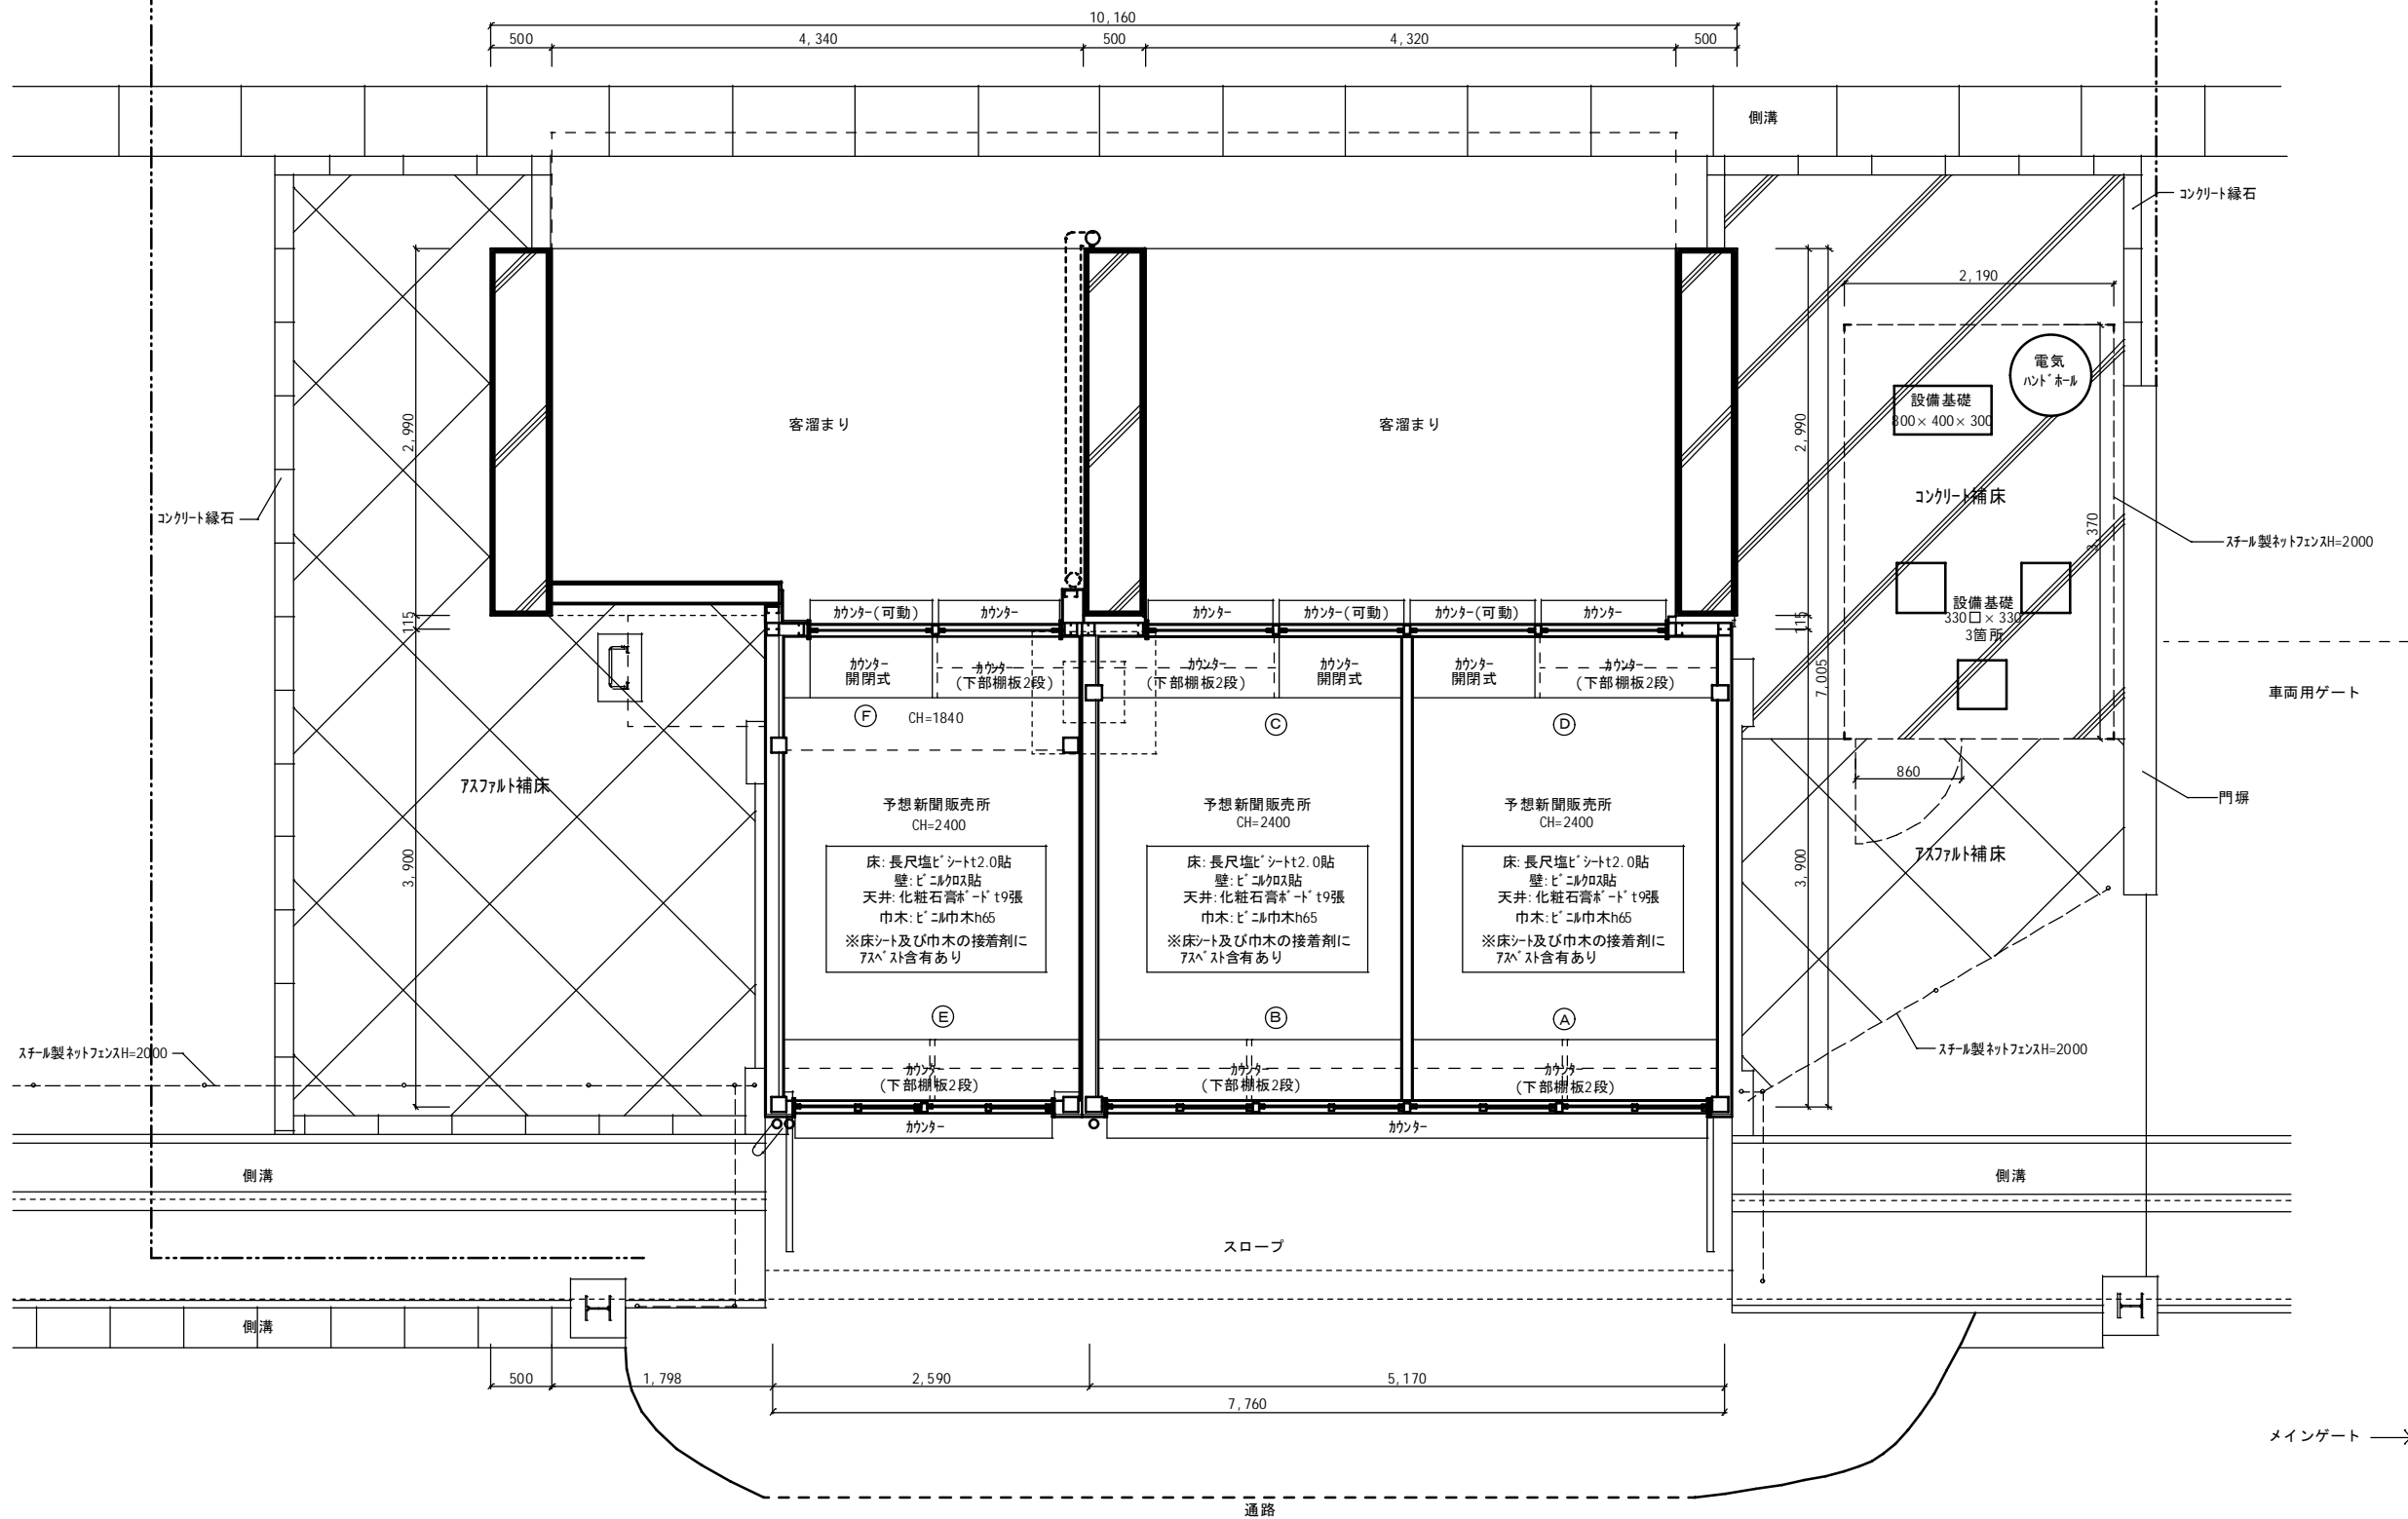 10,160
500
4,340
500
4,320
500
側溝
コンクリート縁石
2,190
電気
ハンドホール
設備基礎
800×400×300
客溜まり
客溜まり
2,990
2,990
コンクリート補床
コンクリート縁石
3,370
スチール製ネットフェンスH=2000
設備基礎
330口×330
3箇所
115
115
カウンター(可動)
カウンター
カウンター
カウンター(可動)
カウンター(可動)
カウンター
カウンター
開閉式
カウンター
(下部棚板2段)
カウンター
(下部棚板2段)
カウンター
開閉式
カウンター
開閉式
カウンター
(下部棚板2段)
7,005
車両用ゲート
F
CH=1840
C
D
アスファルト補床
860
門塀
予想新聞販売所
CH=2400
予想新聞販売所
CH=2400
予想新聞販売所
CH=2400
アスファルト補床
3,900
3,900
床:長尺塩ビシートt2.0貼
壁:ビニルクロス貼
天井:化粧石膏ボードt9張
巾木:ビニル巾木h65
※床シート及び巾木の接着剤に
アスベスト含有あり
床:長尺塩ビシートt2.0貼
壁:ビニルクロス貼
天井:化粧石膏ボードt9張
巾木:ビニル巾木h65
※床シート及び巾木の接着剤に
アスベスト含有あり
床:長尺塩ビシートt2.0貼
壁:ビニルクロス貼
天井:化粧石膏ボードt9張
巾木:ビニル巾木h65
※床シート及び巾木の接着剤に
アスベスト含有あり
E
B
A
スチール製ネットフェンスH=2000
スチール製ネットフェンスH=2000
カウンター
(下部棚板2段)
カウンター
(下部棚板2段)
カウンター
(下部棚板2段)
カウンター
カウンター
側溝
側溝
スロープ
側溝
500
1,798
2,590
5,170
7,760
メインゲート
通路